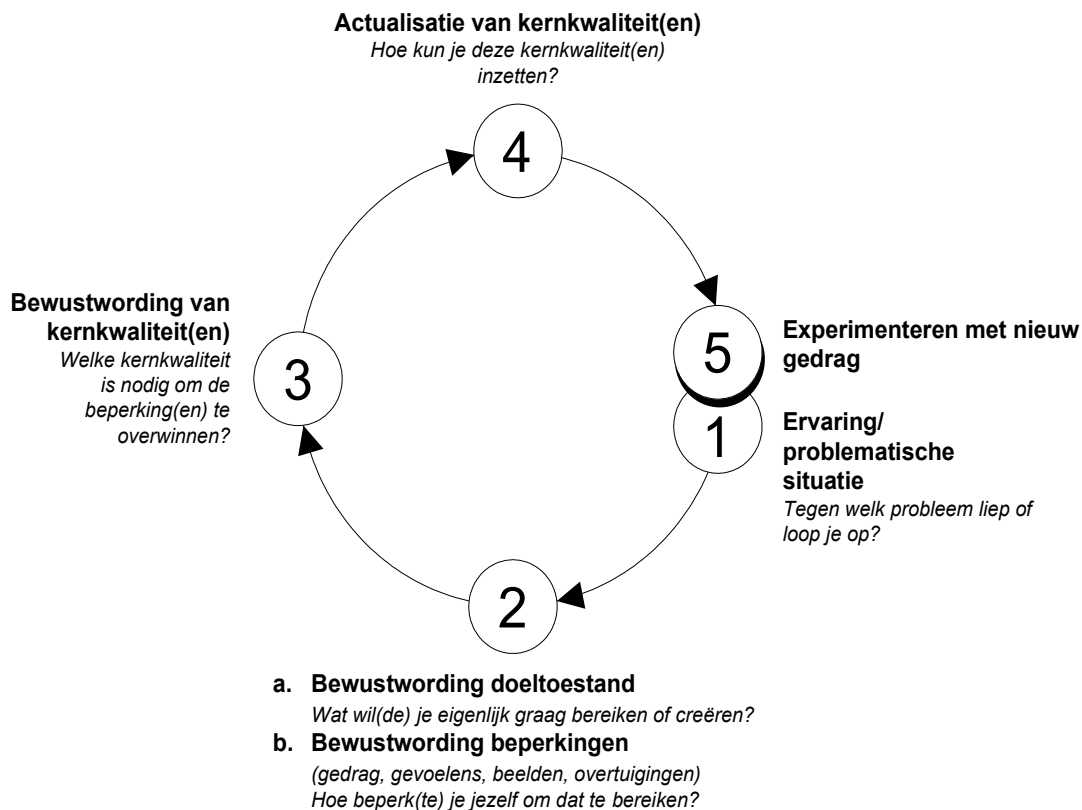 Actualisatie van kernkwaliteit(en)
Hoe kun je deze kernkwaliteit(en)
inzetten?
4
Bewustwording van
kernkwaliteit(en)
Welke kernkwaliteit
is nodig om de
beperking(en) te
overwinnen?
3
5
Experimenteren met nieuw
gedrag
1
Ervaring/
problematische
situatie
Tegen welk probleem liep of
loop je op?
2
a. Bewustwording doeltoestand
Wat wil(de) je eigenlijk graag bereiken of creëren?
b. Bewustwording beperkingen
(gedrag, gevoelens, beelden, overtuigingen)
Hoe beperk(te) je jezelf om dat te bereiken?